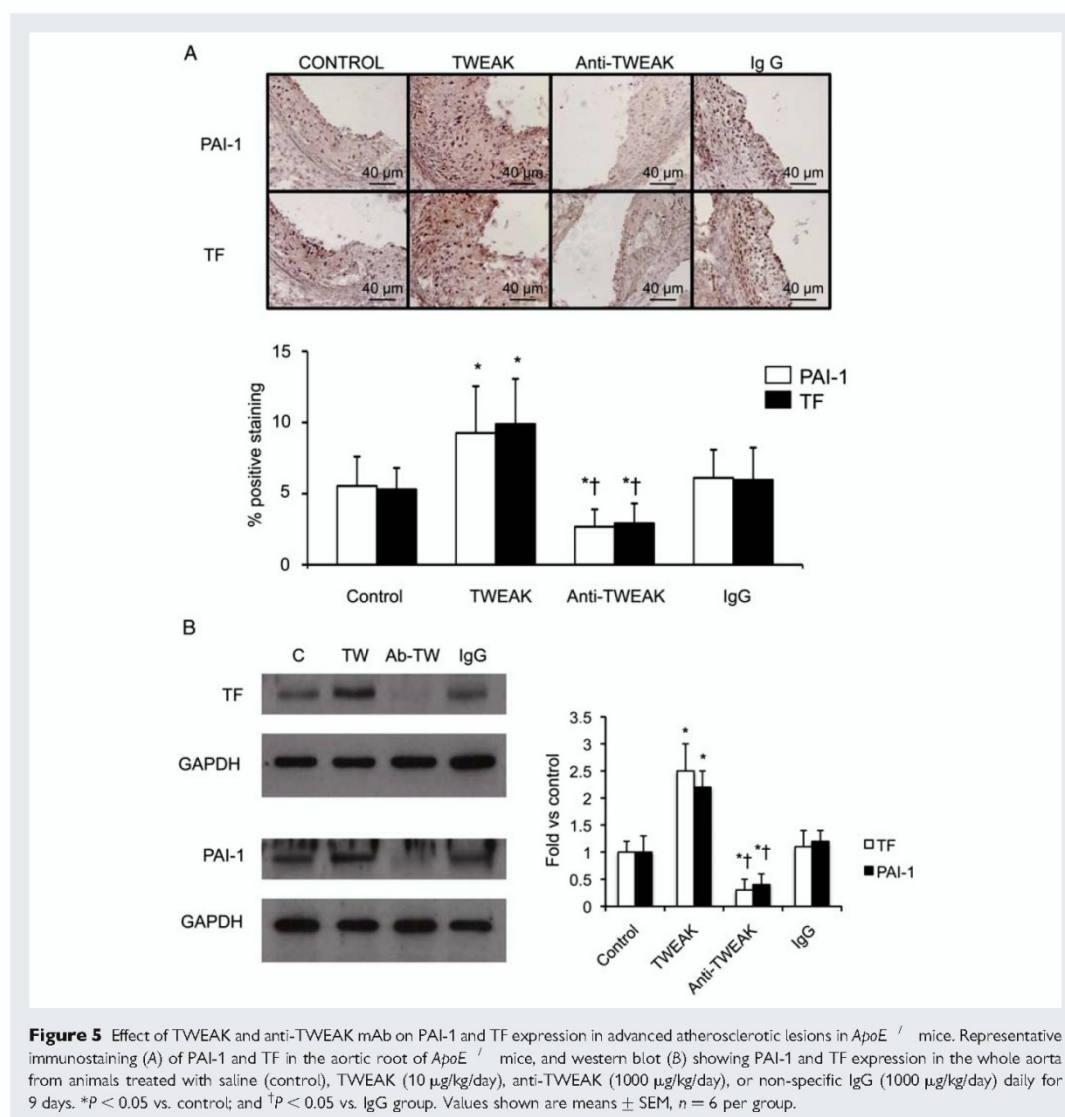 A
CONTROL TWEAK Anti-TWEAK Ig G
PAI-1
40 µm 40 µm 40 µm 40 µm
TF
40 µm 40 µm 40 µm 40 µm
15
10
5
0
% positive staining
* * *† *†
PAI-1
TF
Control TWEAK Anti-TWEAK IgG
B
C TW Ab-TW IgG
TF
GAPDH
PAI-1
GAPDH
3.5
3
2.5
2
1.5
1
0.5
0
Fold vs control
* * *† *†
TF
PAI-1
Control TWEAK Anti-TWEAK IgG
Figure 5 Effect of TWEAK and anti-TWEAK mAb on PAI-1 and TF expression in advanced atherosclerotic lesions in ApoE / mice. Representative
immunostaining (A) of PAI-1 and TF in the aortic root of ApoE / mice, and western blot (B) showing PAI-1 and TF expression in the whole aorta
from animals treated with saline (control), TWEAK (10 µg/kg/day), anti-TWEAK (1000 µg/kg/day), or non-specific IgG (1000 µg/kg/day) daily for
9 days. *P < 0.05 vs. control; and †P < 0.05 vs. IgG group. Values shown are means ± SEM, n = 6 per group.